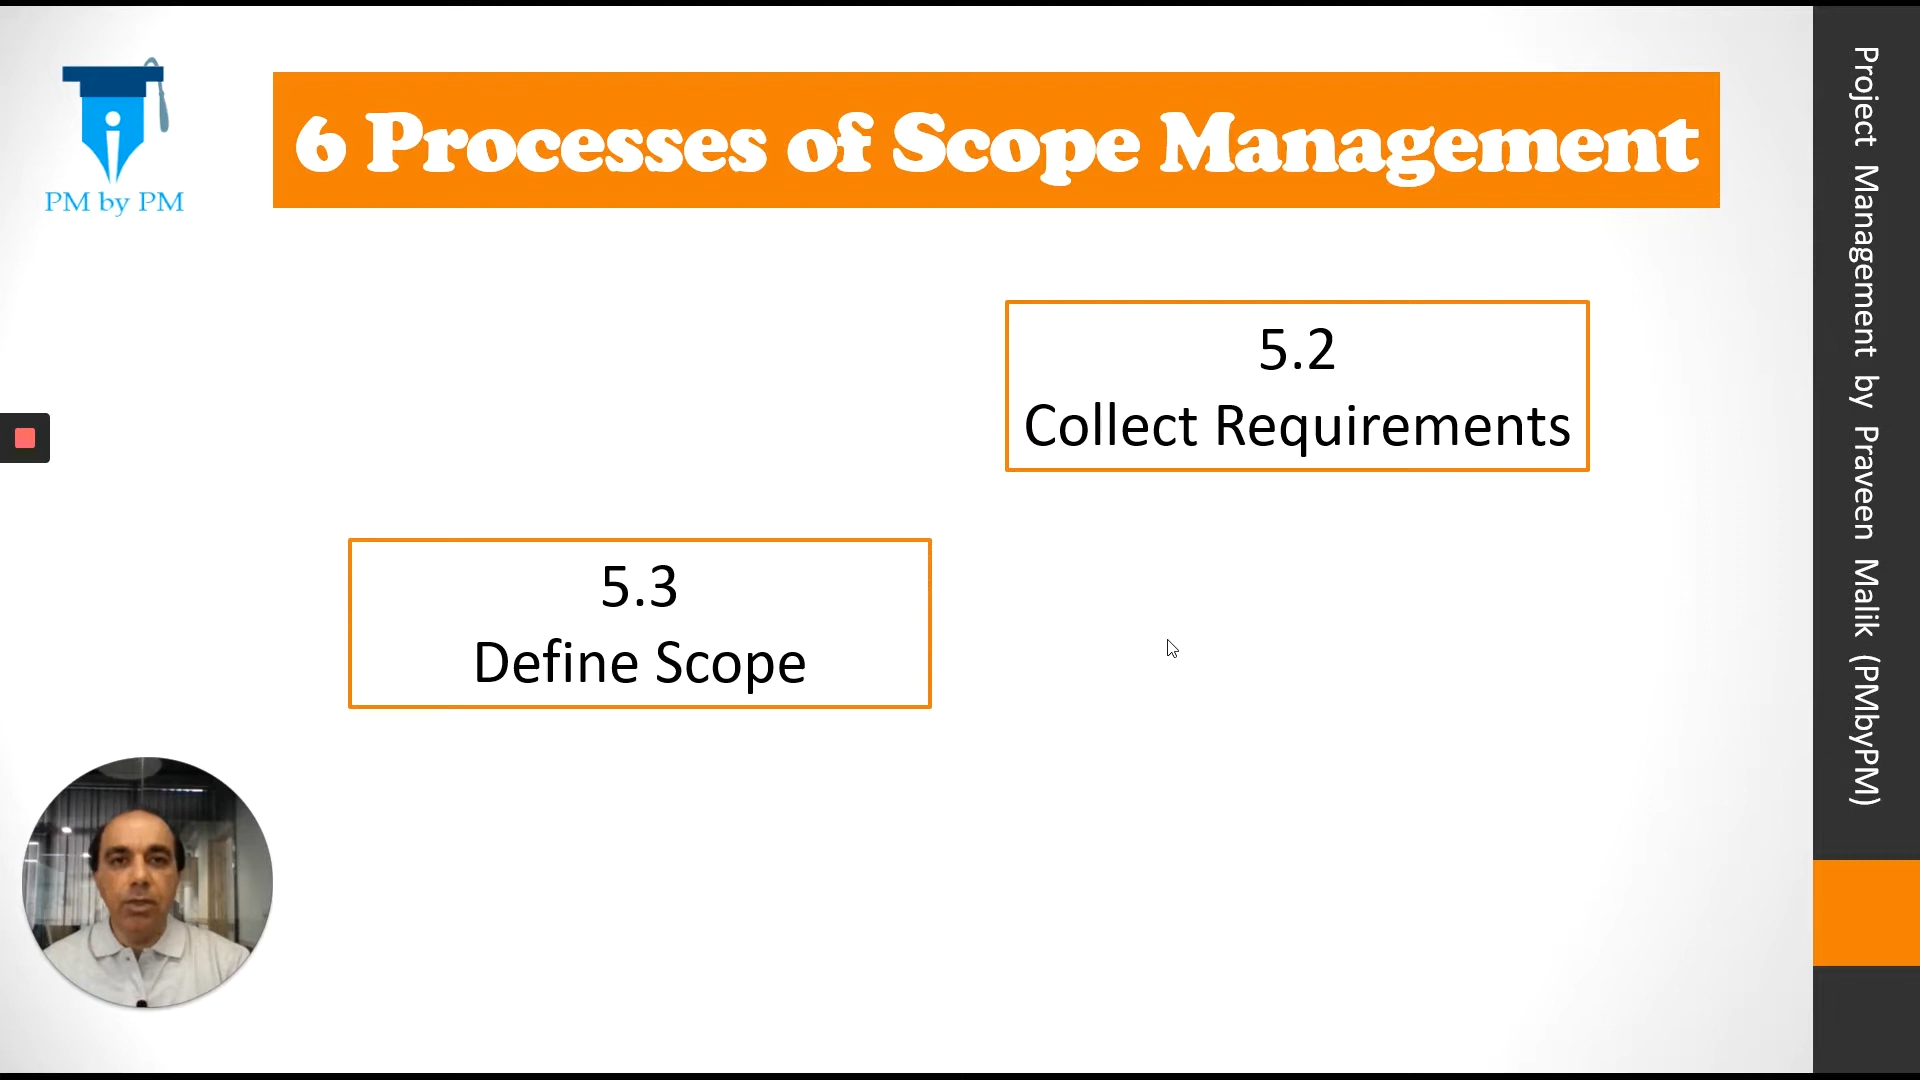 PM by PM
6 Processes of Scope Management
5.2
Collect Requirements
5.3
Define Scope
Project Management by Praveen Malik (PMbyPM)